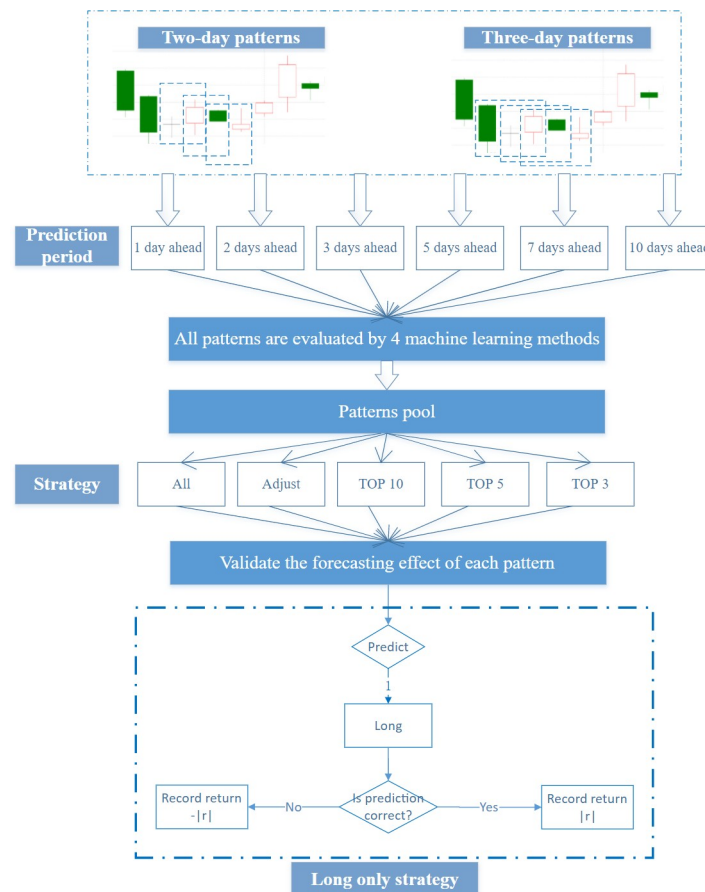 Two-day patterns
Three-day patterns
Prediction
period
1 day ahead
2 days ahead
3 days ahead
5 days ahead
7 days ahead
10 days ahead
All patterns are evaluated by 4 machine learning methods
Patterns pool
Strategy
All
Adjust
TOP 10
TOP 5
TOP 3
Validate the forecasting effect of each pattern
Predict
1
Long
Is prediction
correct?
No
Yes
Record return
-|r|
Record return
|r|
Long only strategy